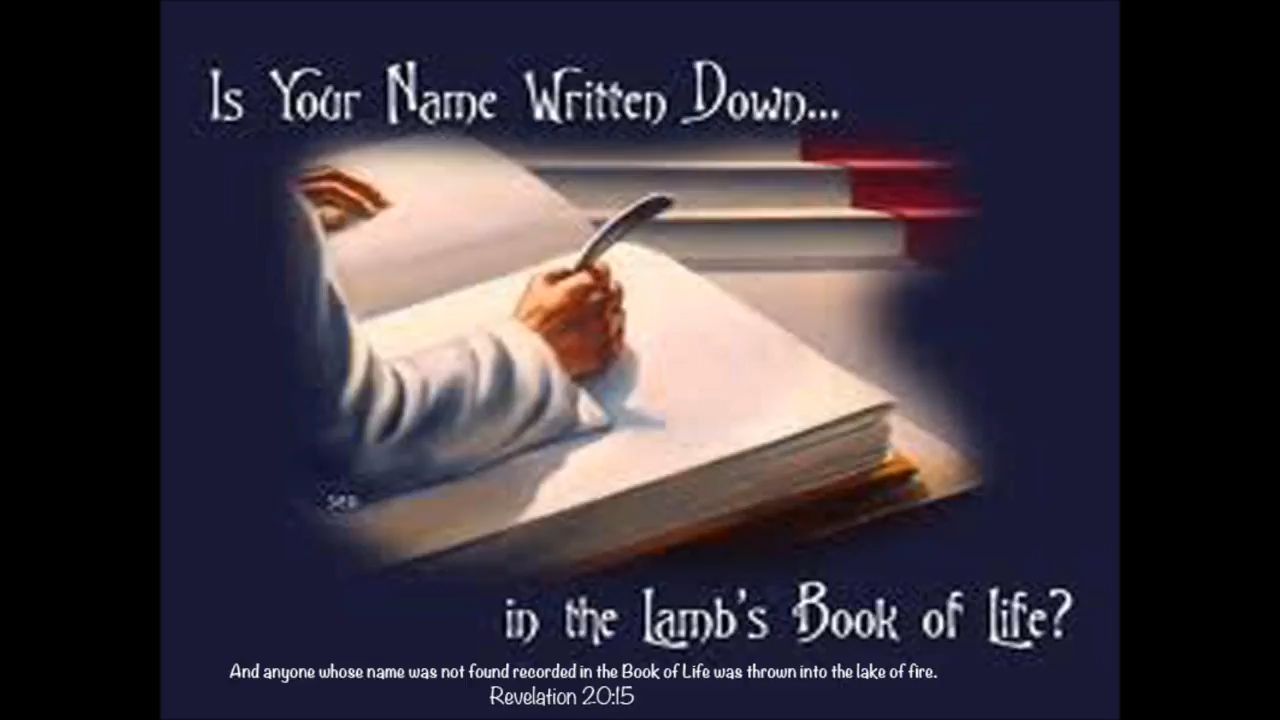 Is Your Name Written Down...
in the Lamb's Book of Life?
And anyone whose name was not found recorded in the Book of Life was thrown into the lake of fire.
Revelation 20:15